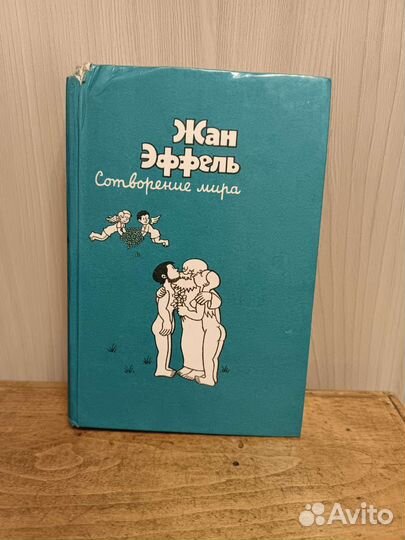 Жан
Эффель
Сотворение мира
Avito